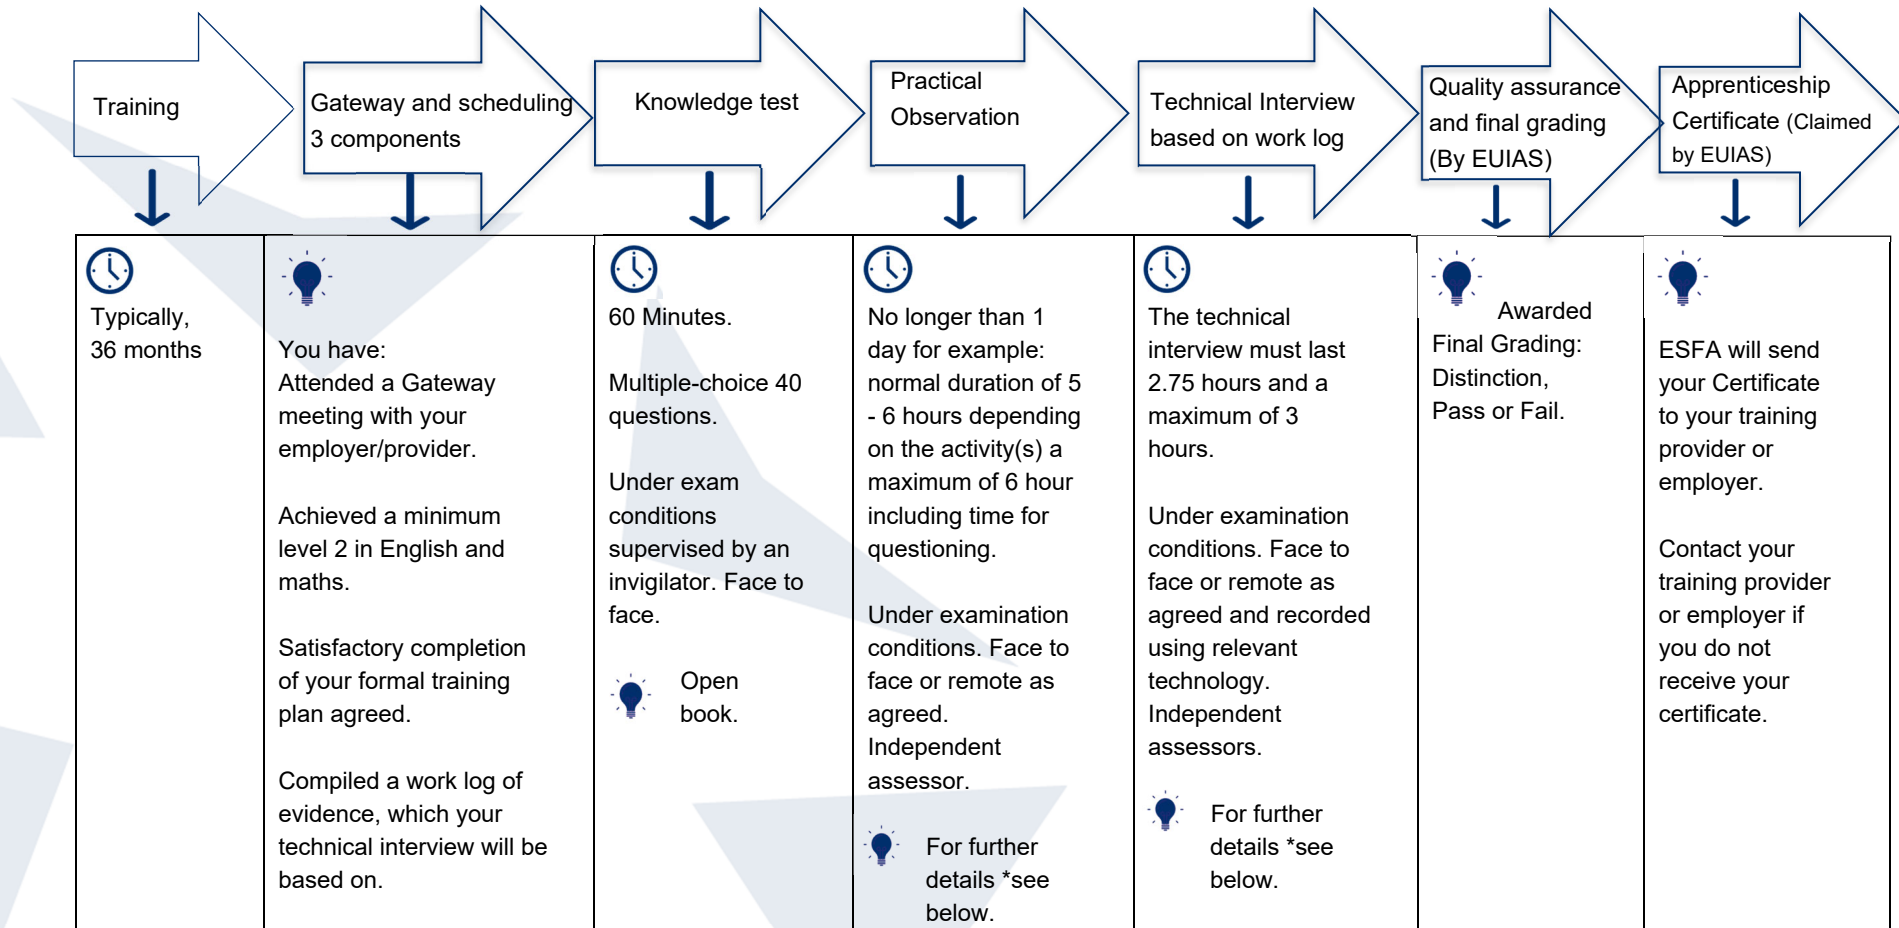 Training
Gateway and scheduling
3 components
Knowledge test
Practical
Observation
Technical Interview
based on work log
Quality assurance
and final grading
(By EUIAS)
Apprenticeship
Certificate (Claimed
by EUIAS)
Typically,
36 months
You have:
Attended a Gateway
meeting with your
employer/provider.
Achieved a minimum
level 2 in English and
maths.
Satisfactory completion
of your formal training
plan agreed.
Compiled a work log of
evidence, which your
technical interview will be
based on.
60 Minutes.
Multiple-choice 40
questions.
Under exam
conditions
supervised by an
invigilator. Face to
face.
Open
book.
No longer than 1
day for example:
normal duration of 5
- 6 hours depending
on the activity(s) a
maximum of 6 hour
including time for
questioning.
Under examination
conditions. Face to
face or remote as
agreed.
Independent
assessor.
For further
details *see
below.
The technical
interview must last
2.75 hours and a
maximum of 3
hours.
Under examination
conditions. Face to
face or remote as
agreed and recorded
using relevant
technology.
Independent
assessors.
For further
details *see
below.
Awarded
Final Grading:
Distinction,
Pass or Fail.
ESFA will send
your Certificate
to your training
provider or
employer.
Contact your
training provider
or employer if
you do not
receive your
certificate.